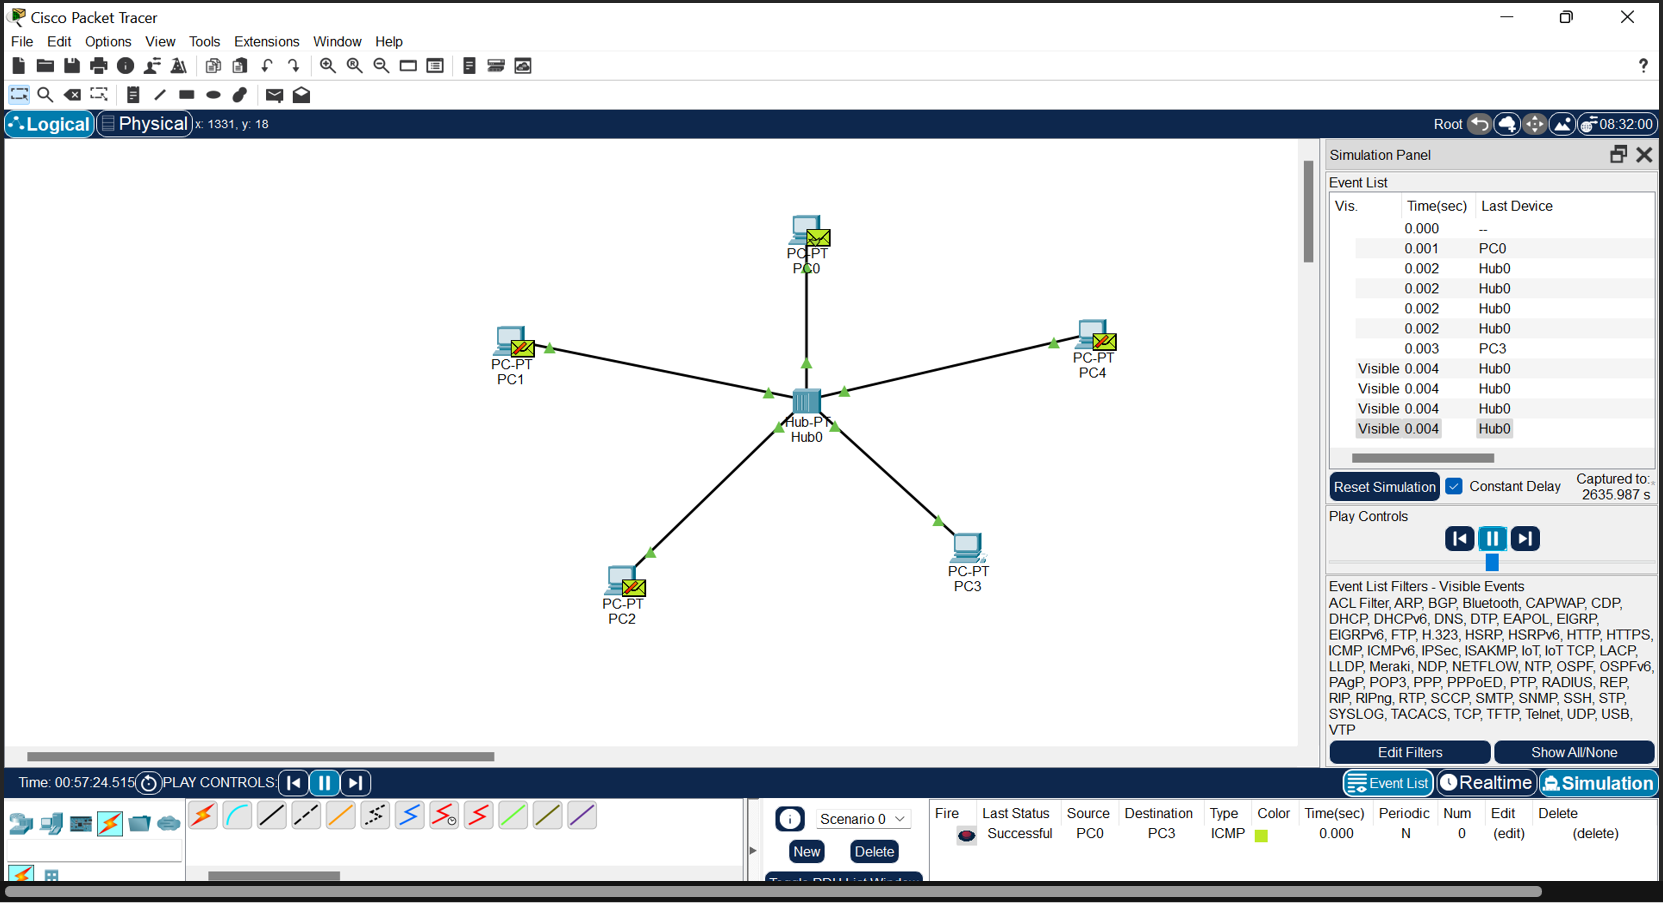 Cisco Packet Tracer
File Edit Options View Tools Extensions Window Help
?
Logical Physical x: 1331, y: 18 Root 08:32:00
Simulation Panel
Event List
Vis. Time(sec) Last Device
0.000 --
0.001 PC0
0.002 Hub0
0.002 Hub0
0.002 Hub0
0.002 Hub0
0.003 PC3
Visible 0.004 Hub0
Visible 0.004 Hub0
Visible 0.004 Hub0
Visible 0.004 Hub0
Reset Simulation Constant Delay Captured to:
2635.987 s
Play Controls
Event List Filters - Visible Events
ACL Filter, ARP, BGP, Bluetooth, CAPWAP, CDP,
DHCP, DHCPv6, DNS, DTP, EAPOL, EIGRP,
EIGRPv6, FTP, H.323, HSRP, HSRPv6, HTTP, HTTPS,
ICMP, ICMPv6, IPSec, ISAKMP, IoT, IoT TCP, LACP,
LLDP, Meraki, NDP, NETFLOW, NTP, OSPF, OSPFv6,
PAgP, POP3, PPP, PPPoED, PTP, RADIUS, REP,
RIP, RIPng, RTP, SCCP, SMTP, SNMP, SSH, STP,
SYSLOG, TACACS, TCP, TFTP, Telnet, UDP, USB,
VTP
Edit Filters Show All/None
PC-PT
PC0
PC-PT
PC1
PC-PT
PC4
Hub-PT
Hub0
PC-PT
PC3
PC-PT
PC2
Time: 00:57:24.515 PLAY CONTROLS: Event List Realtime Simulation
Scenario 0
New Delete
Toggle PDU List Window
Fire Last Status Source Destination Type Color Time(sec) Periodic Num Edit Delete
Successful PC0 PC3 ICMP 0.000 N 0 (edit) (delete)